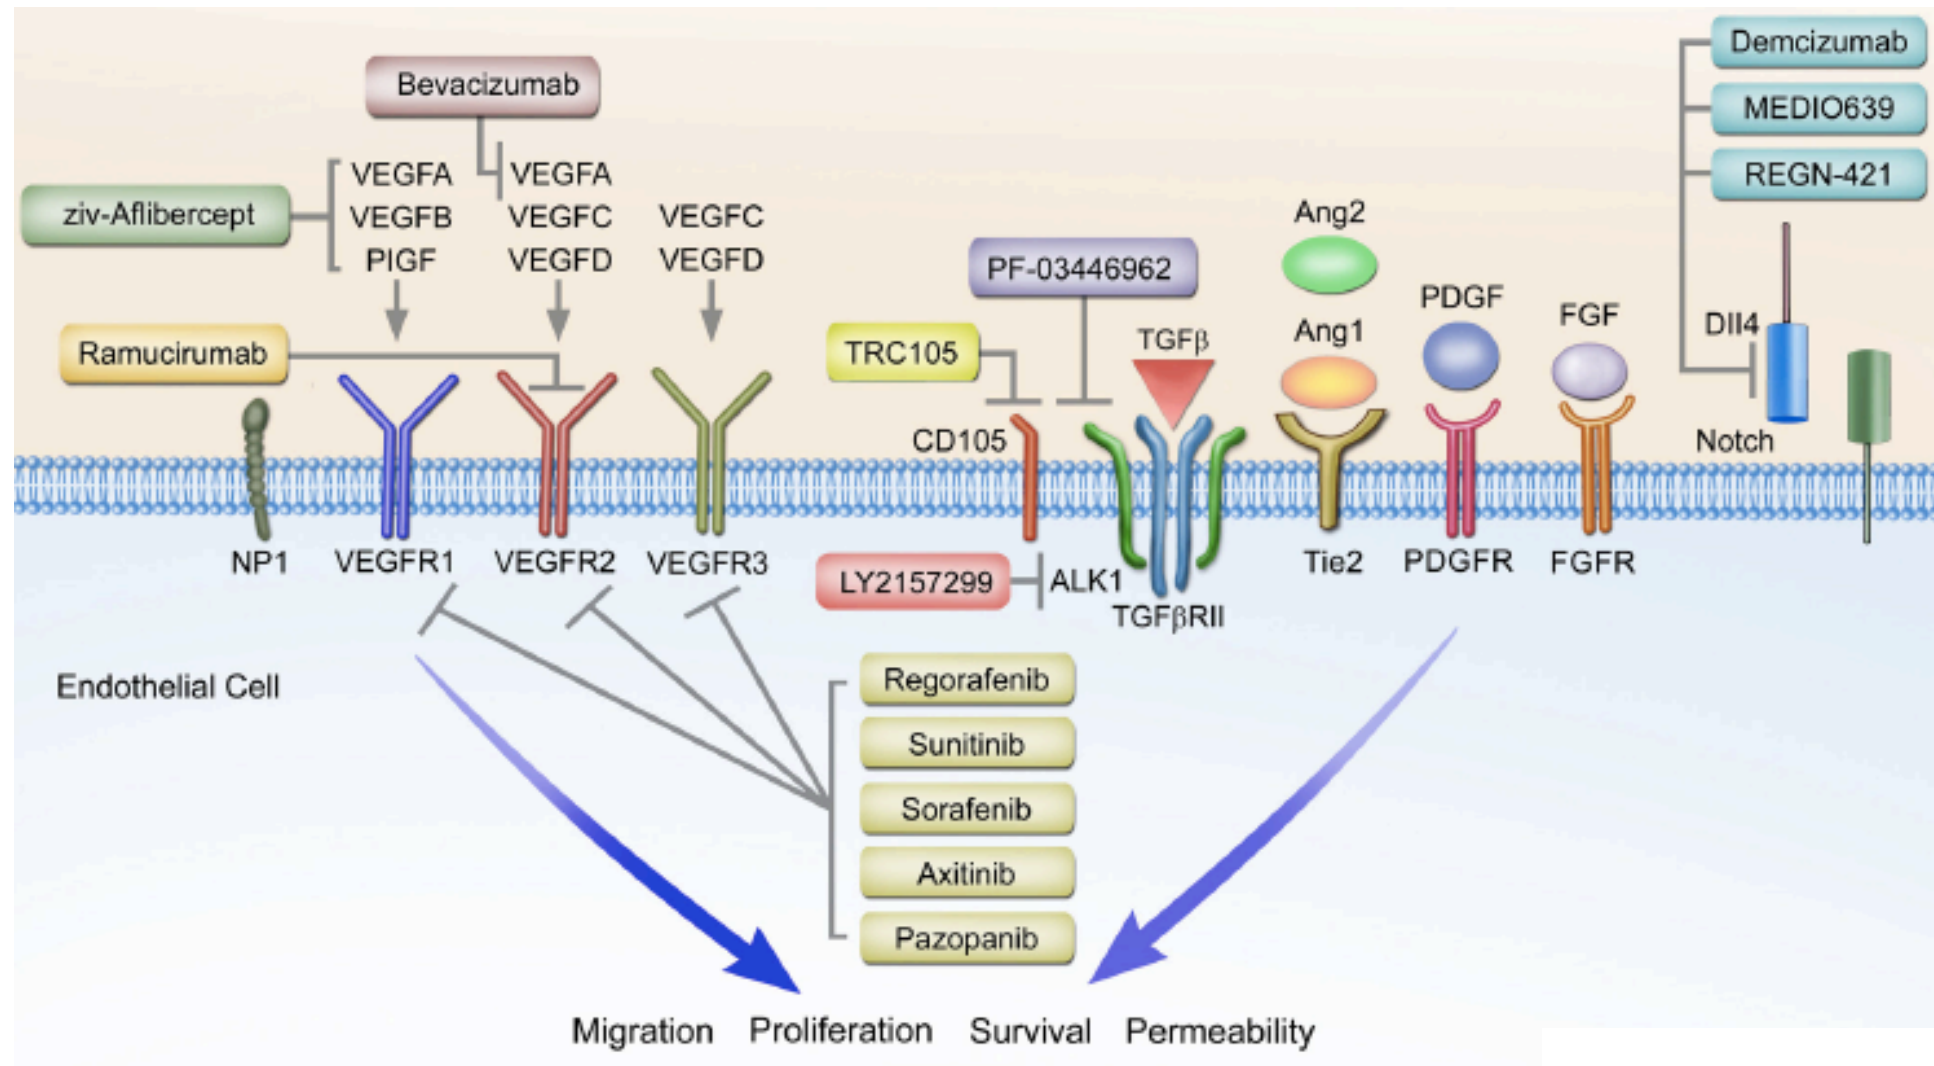 Demcizumab
Bevacizumab
MEDIO639
VEGFA
VEGFA
REGN-421
ziv-Aflibercept
VEGFB
VEGFC
VEGFC
Ang2
PIGF
VEGFD
VEGFD
PF-03446962
PDGF
FGF
Dll4
Ramucirumab
TRC105
TGFβ
Ang1
NP1
CD105
Notch
VEGFR1
VEGFR2
VEGFR3
LY2157299
ALK1
TGFβRII
Tie2
PDGFR
FGFR
Endothelial Cell
Regorafenib
Sunitinib
Sorafenib
Axitinib
Pazopanib
Migration Proliferation Survival Permeability